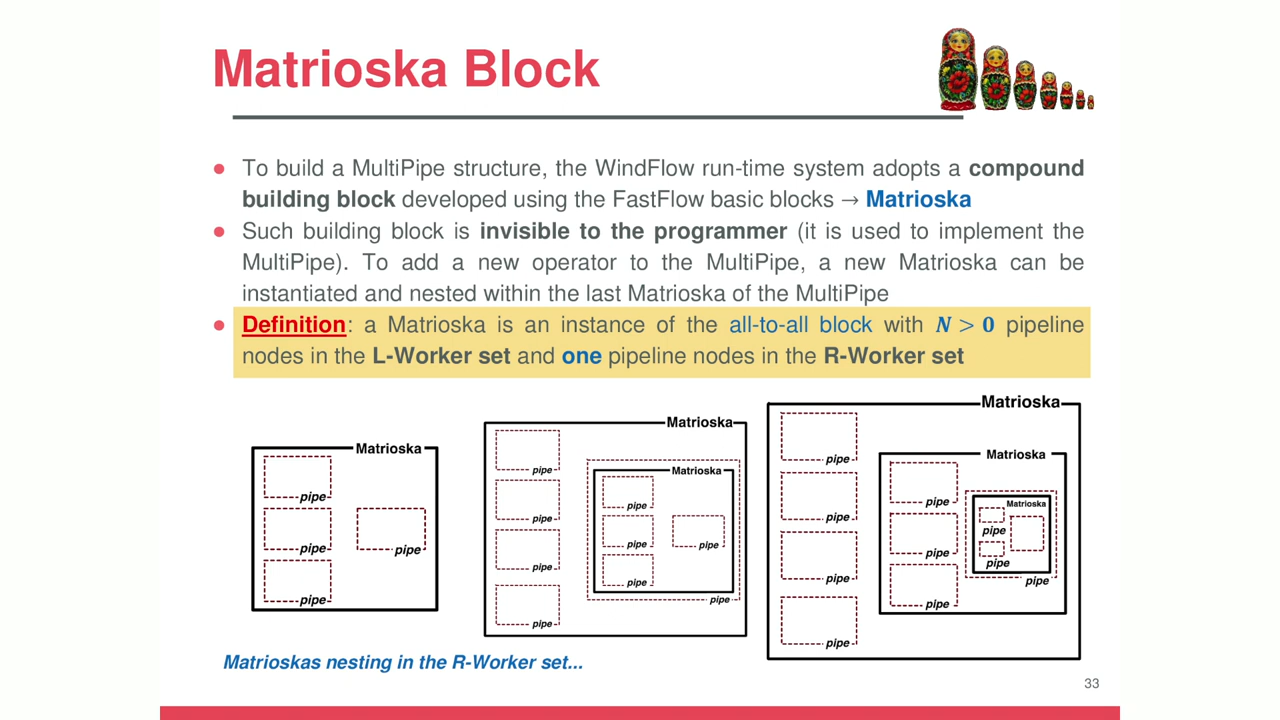 Matrioska Block
● To build a MultiPipe structure, the WindFlow run-time system adopts a compound
building block developed using the FastFlow basic blocks → Matrioska
● Such building block is invisible to the programmer (it is used to implement the
MultiPipe). To add a new operator to the MultiPipe, a new Matrioska can be
instantiated and nested within the last Matrioska of the MultiPipe
● Definition: a Matrioska is an instance of the all-to-all block with N > 0 pipeline
nodes in the L-Worker set and one pipeline nodes in the R-Worker set
Matrioska
pipe
pipe
pipe
pipe
Matrioska
pipe
pipe
pipe
pipe
Matrioska
pipe
pipe
pipe
pipe
pipe
Matrioska
pipe
pipe
pipe
pipe
Matrioska
pipe
pipe
pipe
Matrioska
pipe
pipe
pipe
Matrioskas nesting in the R-Worker set...
33